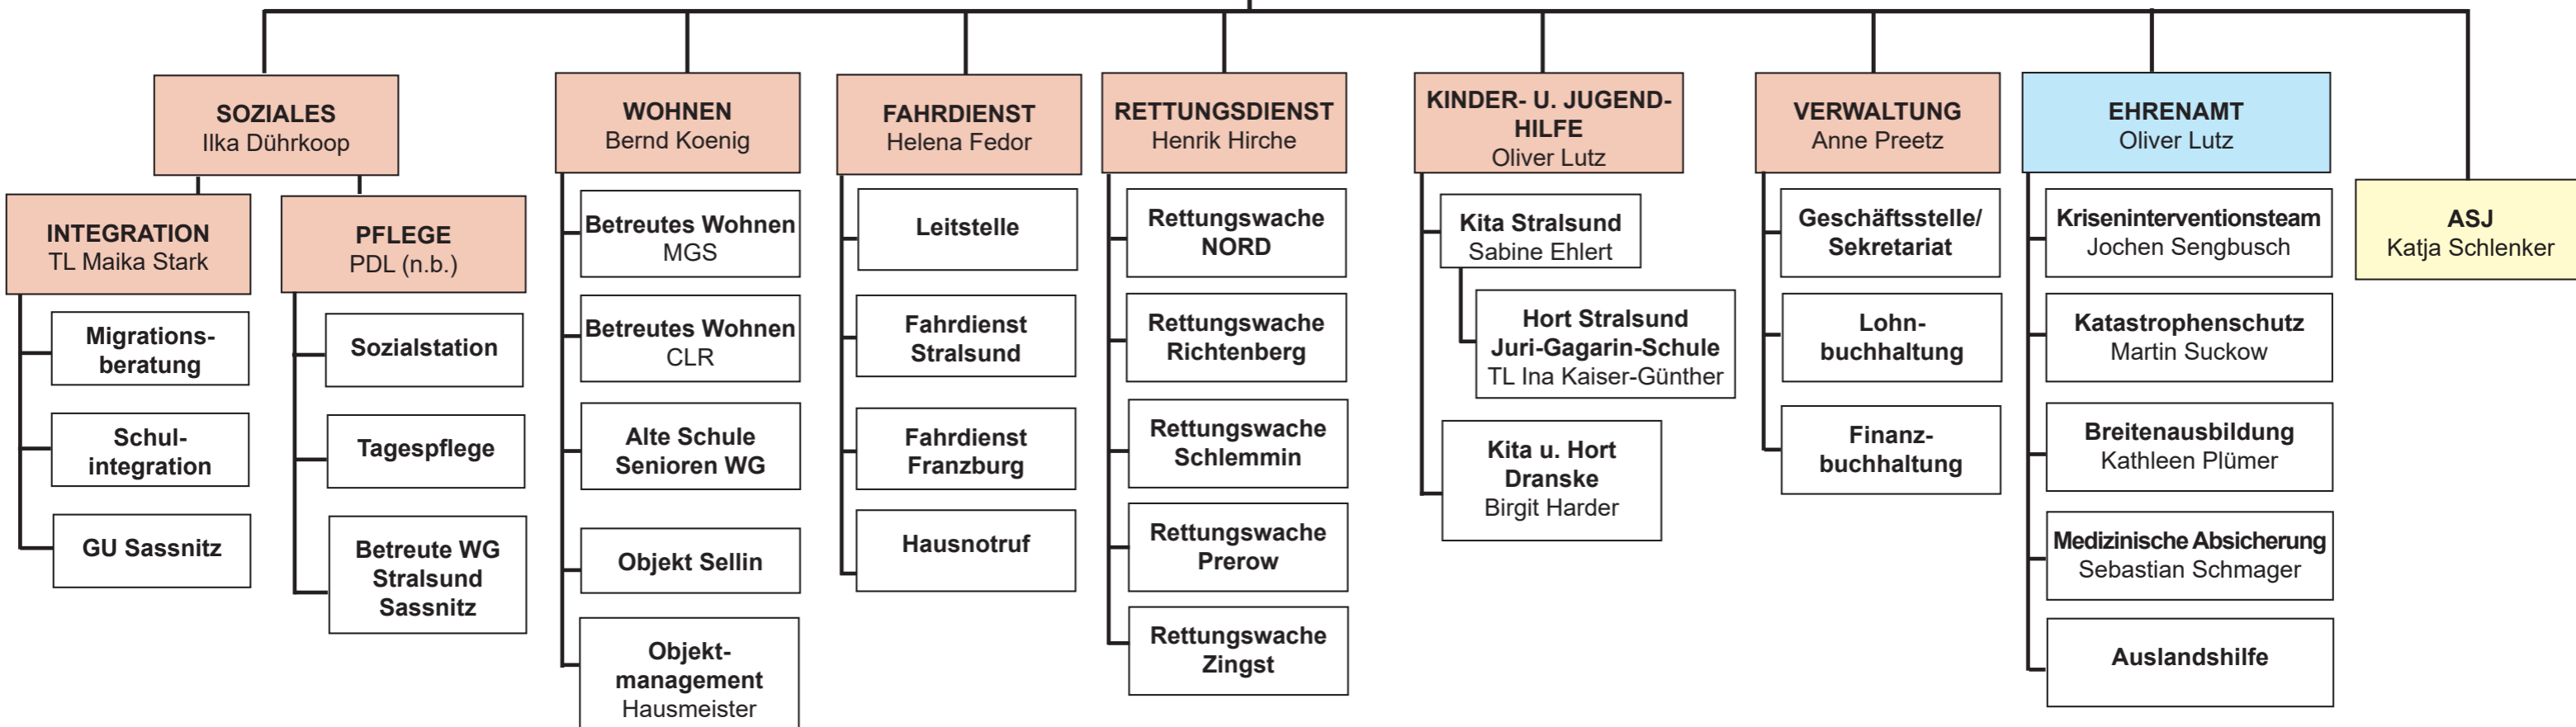 SOZIALES
Ilka Dührkoop
INTEGRATION
TL Maika Stark
Migrations-
beratung
Schul-
integration
GU Sassnitz
PFLEGE
PDL (n.b.)
Sozialstation
Tagespflege
Betreute WG
Stralsund
Sassnitz
WOHNEN
Bernd Koenig
Betreutes Wohnen
MGS
Betreutes Wohnen
CLR
Alte Schule
Senioren WG
Objekt Sellin
Objekt-
management
Hausmeister
FAHRDIENST
Helena Fedor
Leitstelle
Fahrdienst
Stralsund
Fahrdienst
Franzburg
Hausnotruf
RETTUNGSDIENST
Henrik Hirche
Rettungswache
NORD
Rettungswache
Richtenberg
Rettungswache
Schlemmin
Rettungswache
Prerow
Rettungswache
Zingst
KINDER- U. JUGEND-
HILFE
Oliver Lutz
Kita Stralsund
Sabine Ehlert
Hort Stralsund
Juri-Gagarin-Schule
TL Ina Kaiser-Günther
Kita u. Hort
Dranske
Birgit Harder
VERWALTUNG
Anne Preetz
Geschäftsstelle/
Sekretariat
Lohn-
buchhaltung
Finanz-
buchhaltung
EHRENAMT
Oliver Lutz
Kriseninterventionsteam
Jochen Sengbusch
Katastrophenschutz
Martin Suckow
Breitenausbildung
Kathleen Plümer
Medizinische Absicherung
Sebastian Schmager
Auslandshilfe
ASJ
Katja Schlenker